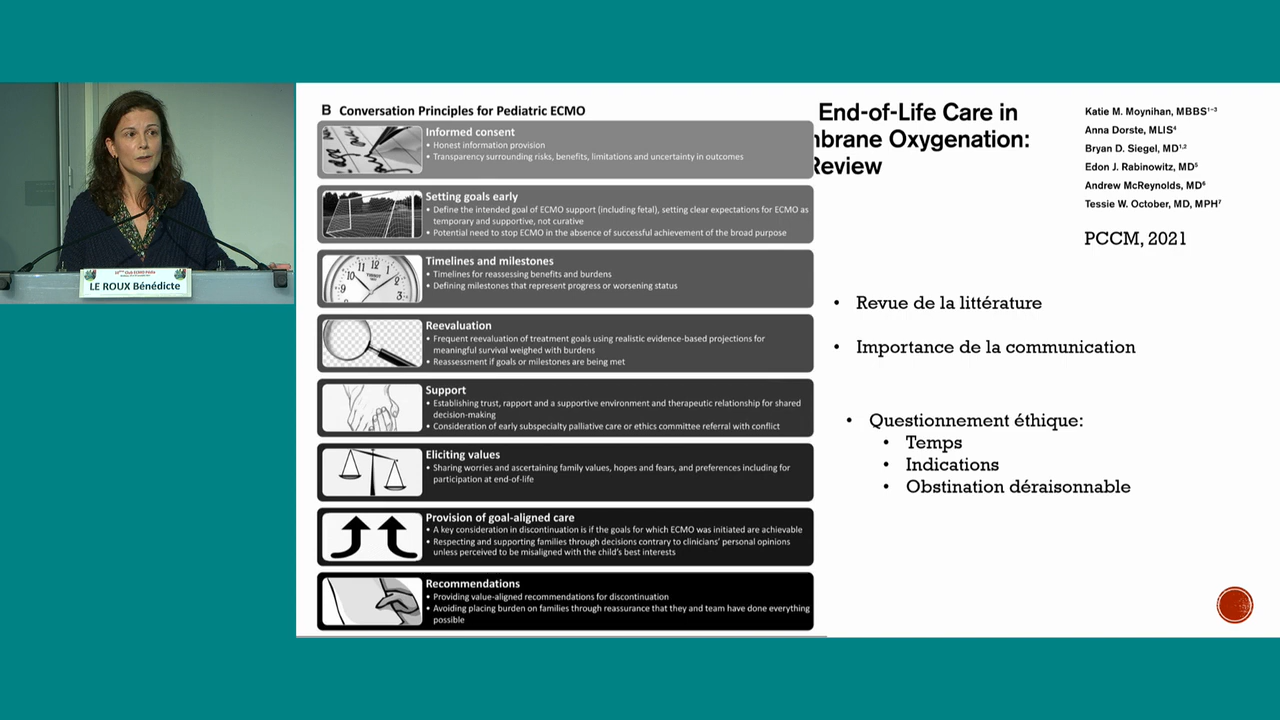 LE ROUX Bénédicte
B Conversation Principles for Pediatric ECMO
Informed consent
• Honest information provision
• Transparency surrounding risks, benefits, limitations and uncertainty in outcomes
Setting goals early
• Define the intended goal of ECMO support (including fetal), setting clear expectations for ECMO as
temporary and supportive, not curative
• Potential need to stop ECMO in the absence of successful achievement of the broad purpose
Timelines and milestones
• Timelines for reassessing benefits and burdens
• Defining milestones that represent progress or worsening status
Reevaluation
• Frequent reevaluation of treatment goals using realistic evidence-based projections for
meaningful survival weighed with burdens
• Reassessment if goals or milestones are being met
Support
• Establishing trust, rapport and a supportive environment and therapeutic relationship for shared
decision-making
• Consideration of early subspecialty palliative care or ethics committee referral with conflict
Eliciting values
• Sharing worries and ascertaining family values, hopes and fears, and preferences including for
participation at end-of-life
Provision of goal-aligned care
• A key consideration in discontinuation is if the goals for which ECMO was initiated are achievable
• Respecting and supporting families through decisions contrary to clinicians' personal opinions
unless perceived to be misaligned with the child's best interests
Recommendations
• Providing value-aligned recommendations for discontinuation
• Avoiding placing burden on families through reassurance that they and team have done everything
possible
End-of-Life Care in
mbrane Oxygenation:
Review
Katie M. Moynihan, MBBS¹⁻³
Anna Dorste, MLIS⁴
Bryan D. Siegel, MD¹,²
Edon J. Rabinowitz, MD⁵
Andrew McReynolds, MD⁶
Tessie W. October, MD, MPH⁷
PCCM, 2021
• Revue de la littérature
• Importance de la communication
• Questionnement éthique:
• Temps
• Indications
• Obstination déraisonnable